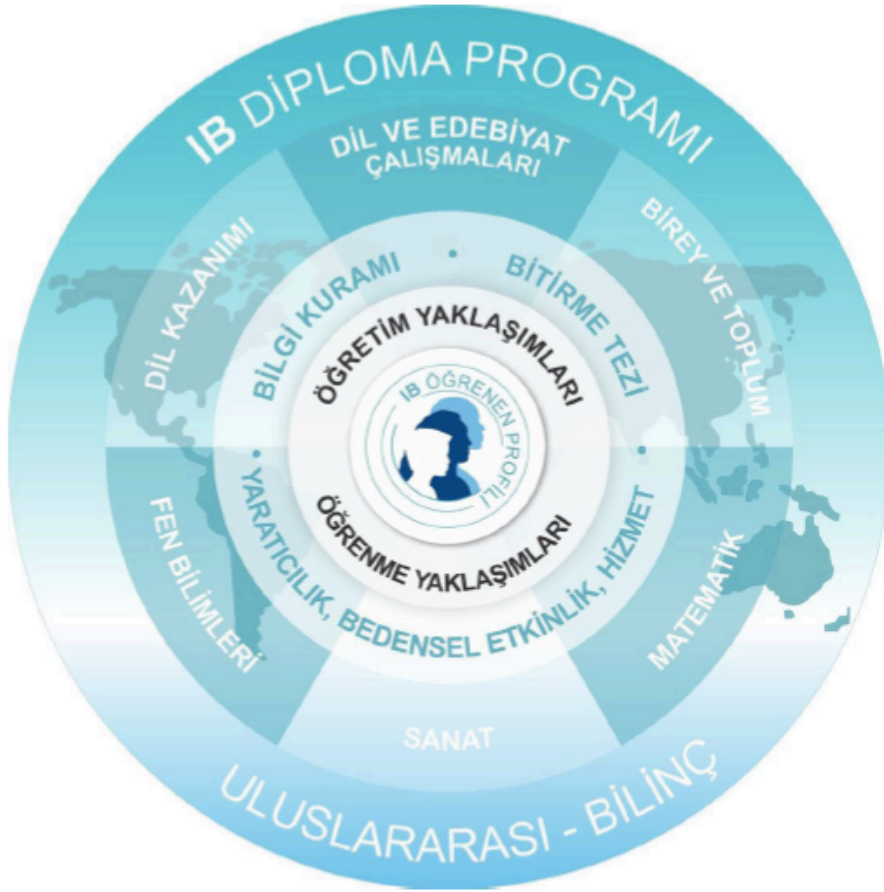 IB DİPLOMA PROGRAMI
DİL VE EDEBİYAT
ÇALIŞMALARI
DİL KAZANIMI
BİREY VE TOPLUM
BİLGİ KURAMI
•
BİTİRME TEZI
ÖĞRETİM YAKLAŞIMLARI
IB ÖĞRENEN PROFİLİ
ÖĞRENME YAKLAŞIMLARI
• YARATICILIK, BEDENSEL ETKİNLİK, HİZMET •
FEN BİLİMLERİ
MATEMATİK
SANAT
ULUSLARARASI - BİLİNÇ